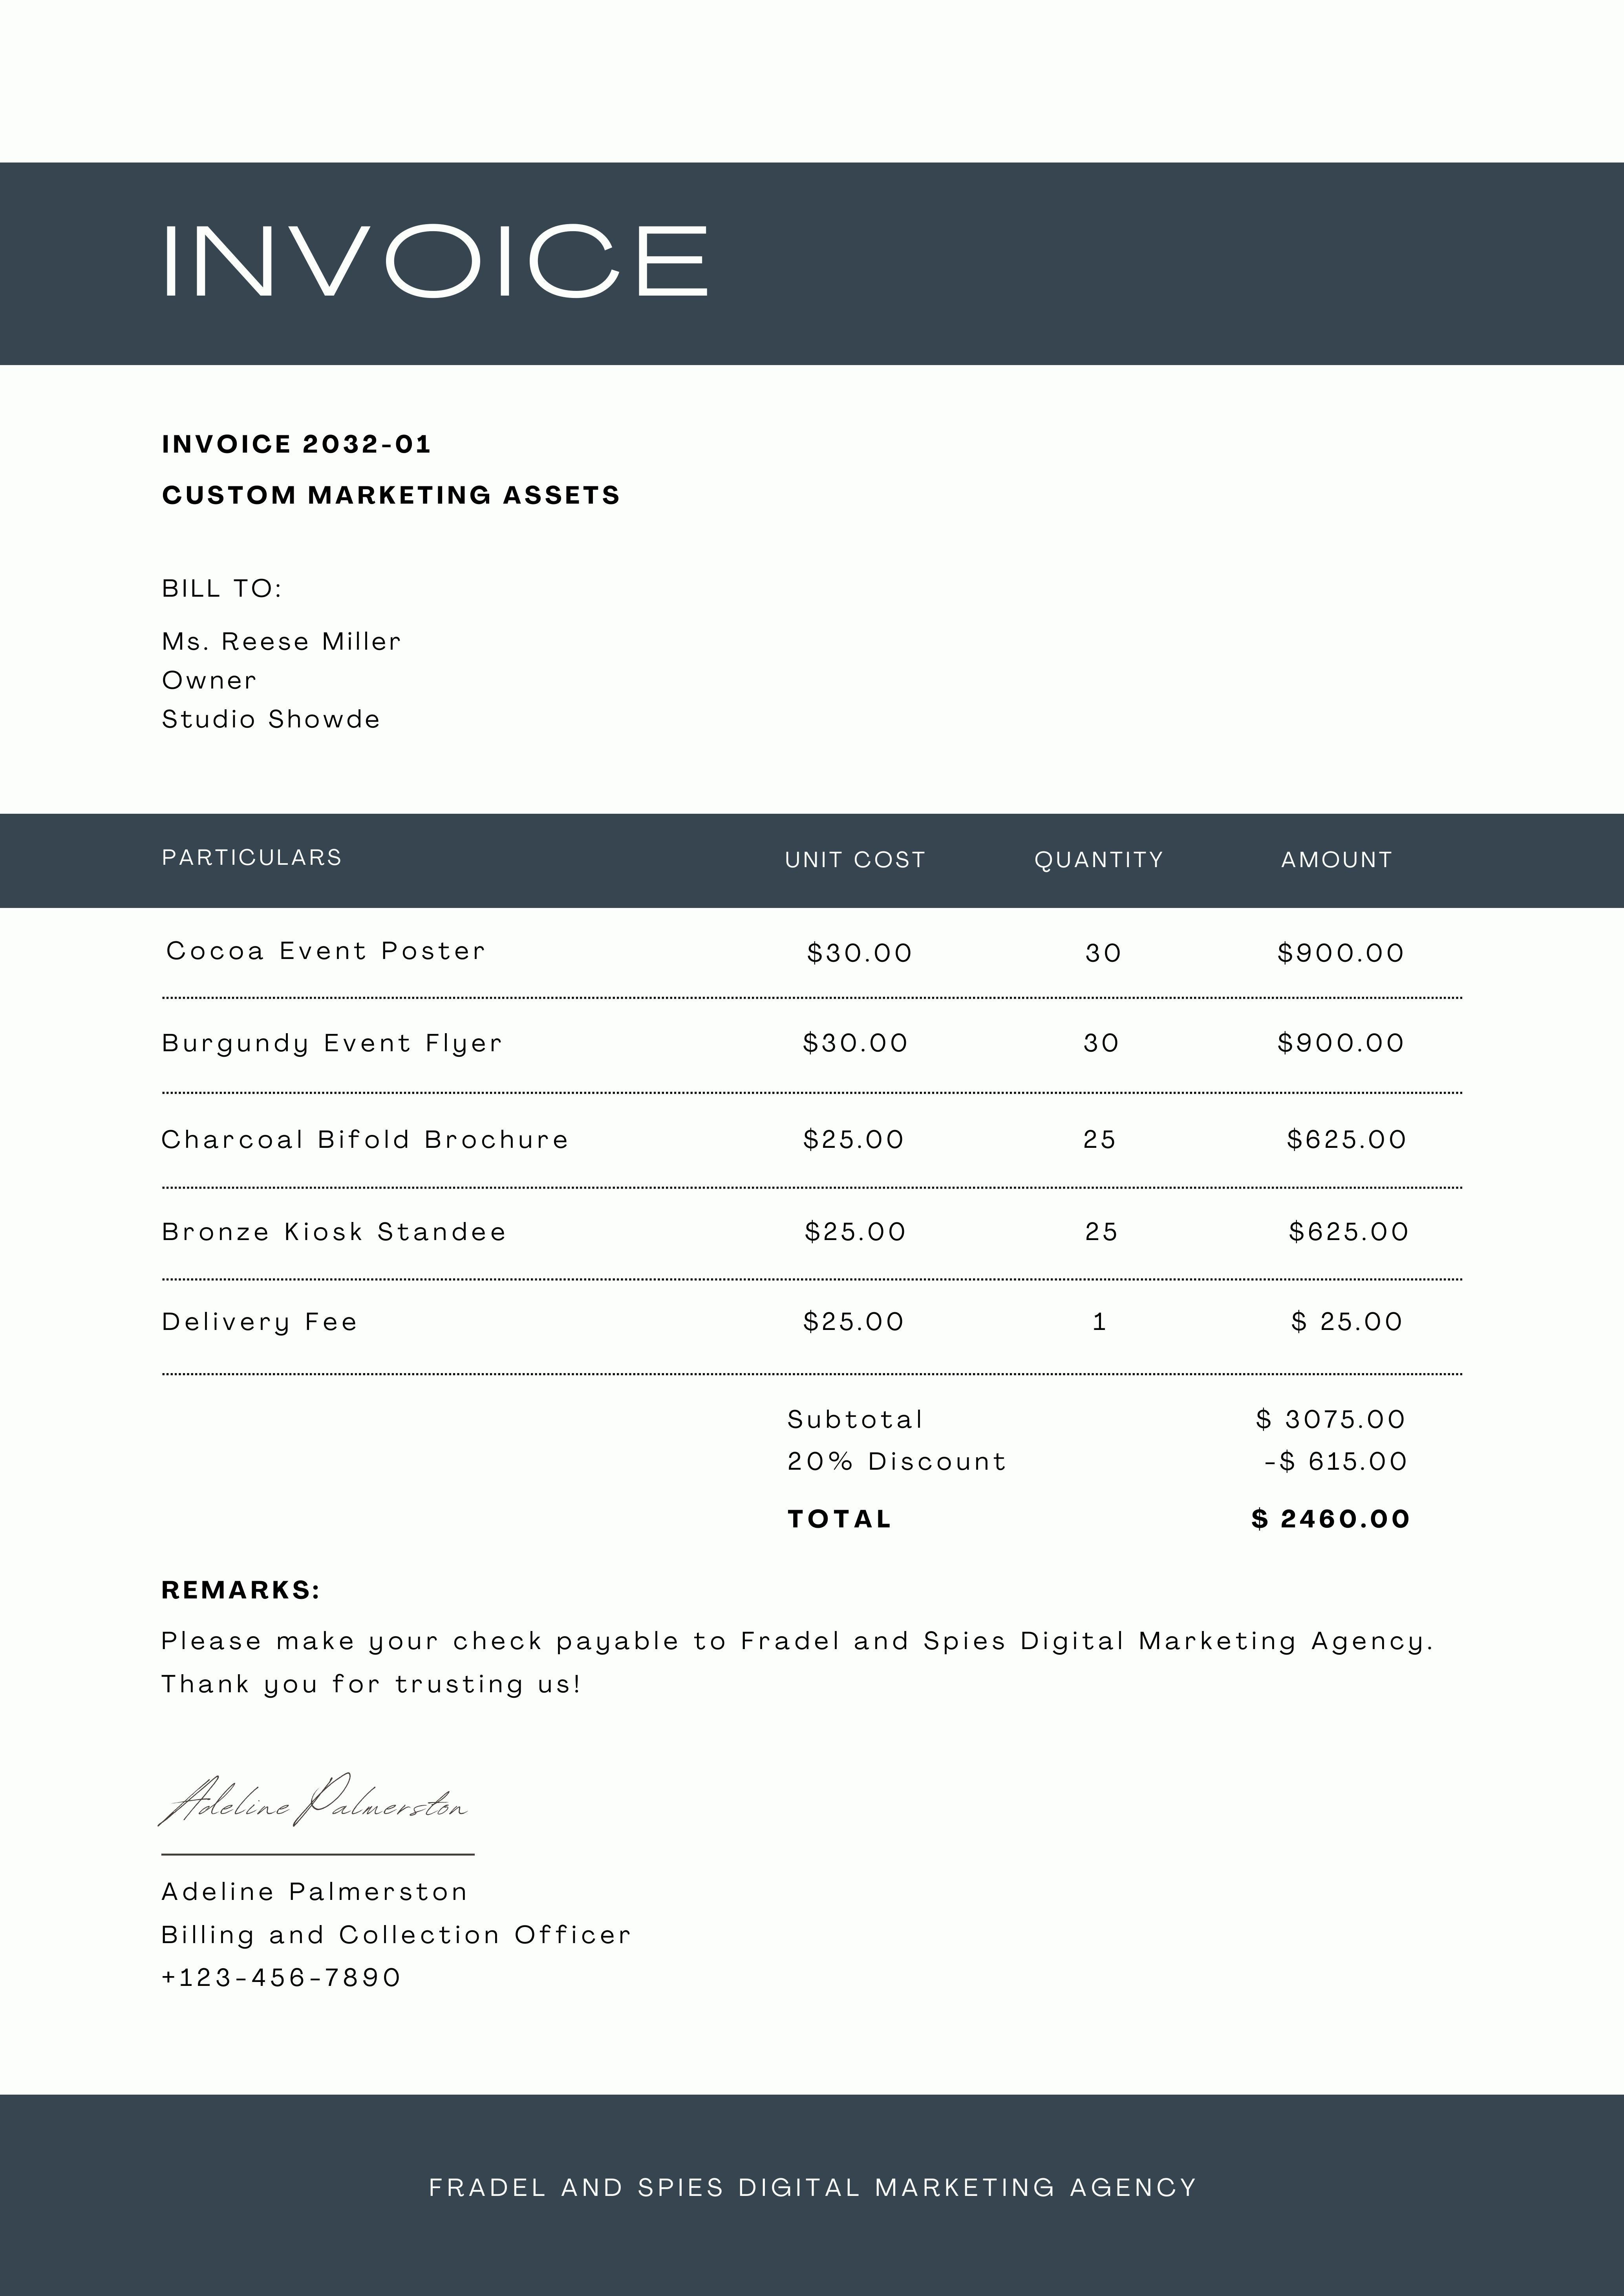 INVOICE
INVOICE 2032-01
CUSTOM MARKETING ASSETS
BILL TO:
Ms. Reese Miller
Owner
Studio Showde
PARTICULARS UNIT COST QUANTITY AMOUNT
Cocoa Event Poster $30.00 30 $900.00
Burgundy Event Flyer $30.00 30 $900.00
Charcoal Bifold Brochure $25.00 25 $625.00
Bronze Kiosk Standee $25.00 25 $625.00
Delivery Fee $25.00 1 $ 25.00
Subtotal $ 3075.00
20% Discount -$ 615.00
TOTAL $ 2460.00
REMARKS:
Please make your check payable to Fradel and Spies Digital Marketing Agency.
Thank you for trusting us!
Adeline Palmerston
Adeline Palmerston
Billing and Collection Officer
+123-456-7890
FRADEL AND SPIES DIGITAL MARKETING AGENCY